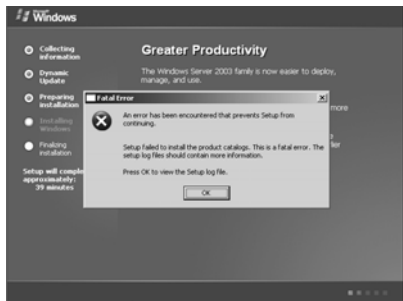 Windows
Collecting
information
Dynamic
Update
Preparing
installation
Installing
Windows
Finalizing
installation
Setup will comple
approximately:
39 minutes
Greater Productivity
The Windows Server 2003 family is now easier to deploy,
manage, and use.
more
Fatal Error
An error has been encountered that prevents Setup from
continuing.
Setup failed to install the product catalogs. This is a fatal error. The
setup log files should contain more information.
Press OK to view the Setup log file.
OK